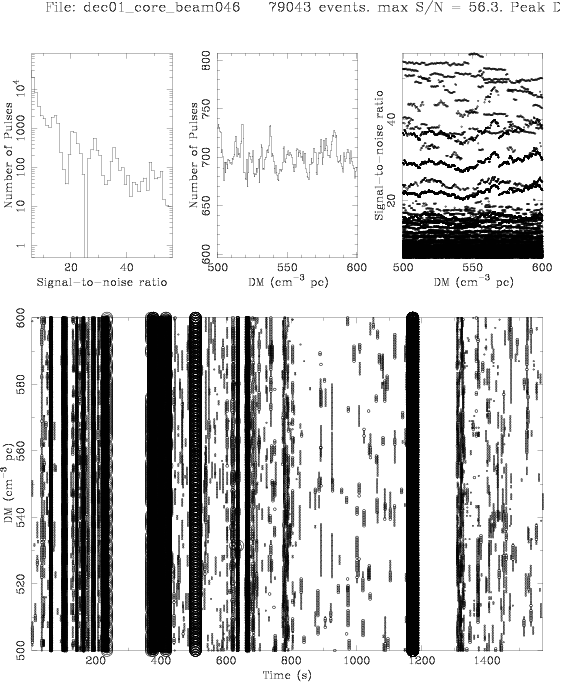 File: dec01_core_beam046 79043 events. max S/N = 56.3. Peak D
Number of Pulses
1 10 100 1000 10⁴
20 40
Signal-to-noise ratio
Number of Pulses
600 650 700 750 800
500 550 600
DM (cm⁻³ pc)
Signal-to-noise ratio
20 40
500 550 600
DM (cm⁻³ pc)
DM (cm⁻³ pc)
500 520 540 560 580 600
200 400 600 800 1000 1200 1400
Time (s)